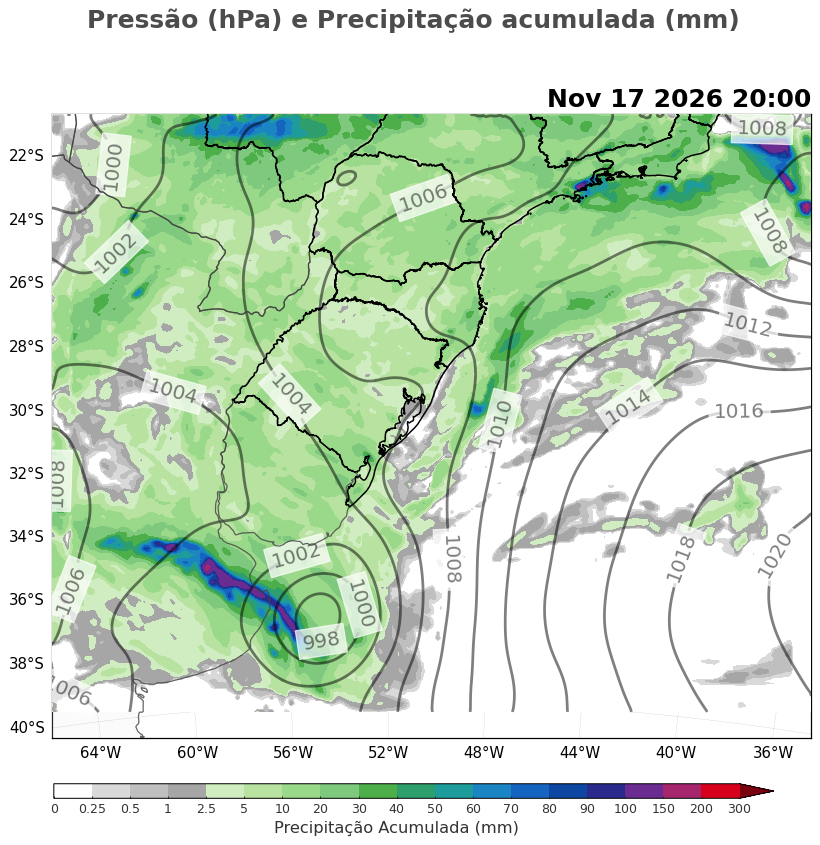 Pressão (hPa) e Precipitação acumulada (mm)
Nov 17 2026 20:00
1008
22°S
1000
1006
24°S
1008
1002
26°S
1012
28°S
1004
1004
1014
30°S
1010
1016
32°S
1008
34°S
1002
1008
1018
1020
1006
36°S
1000
998
38°S
1006
40°S
64°W 60°W 56°W 52°W 48°W 44°W 40°W 36°W
0 0.25 0.5 1 2.5 5 10 20 30 40 50 60 70 80 90 100 150 200 300
Precipitação Acumulada (mm)